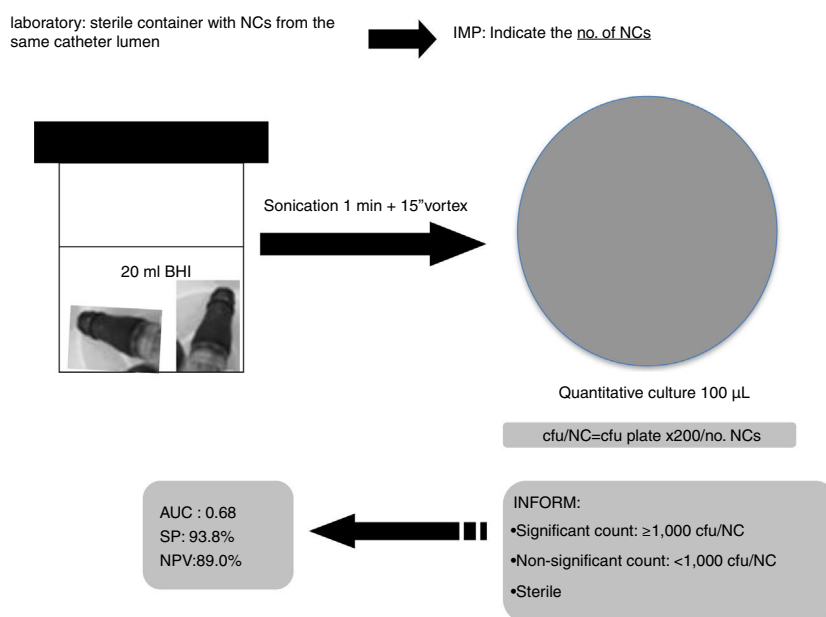 laboratory: sterile container with NCs from the
same catheter lumen
IMP: Indicate the no. of NCs
Sonication 1 min + 15”vortex
20 ml BHI
Quantitative culture 100 µL
cfu/NC=cfu plate x200/no. NCs
AUC : 0.68
SP: 93.8%
NPV:89.0%
INFORM:
•Significant count: ≥1,000 cfu/NC
•Non-significant count: <1,000 cfu/NC
•Sterile